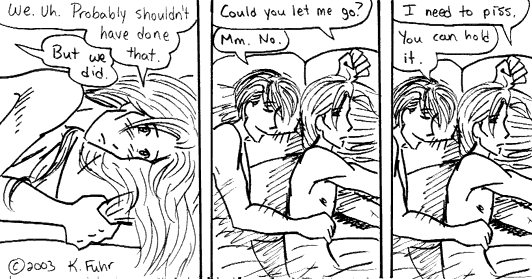 We. Uh. Probably shouldn't
have done
that.
But we
did.
Could you let me go?
Mm. No.
I need to piss.
You can hold
it.
©2003 K. Fuhr